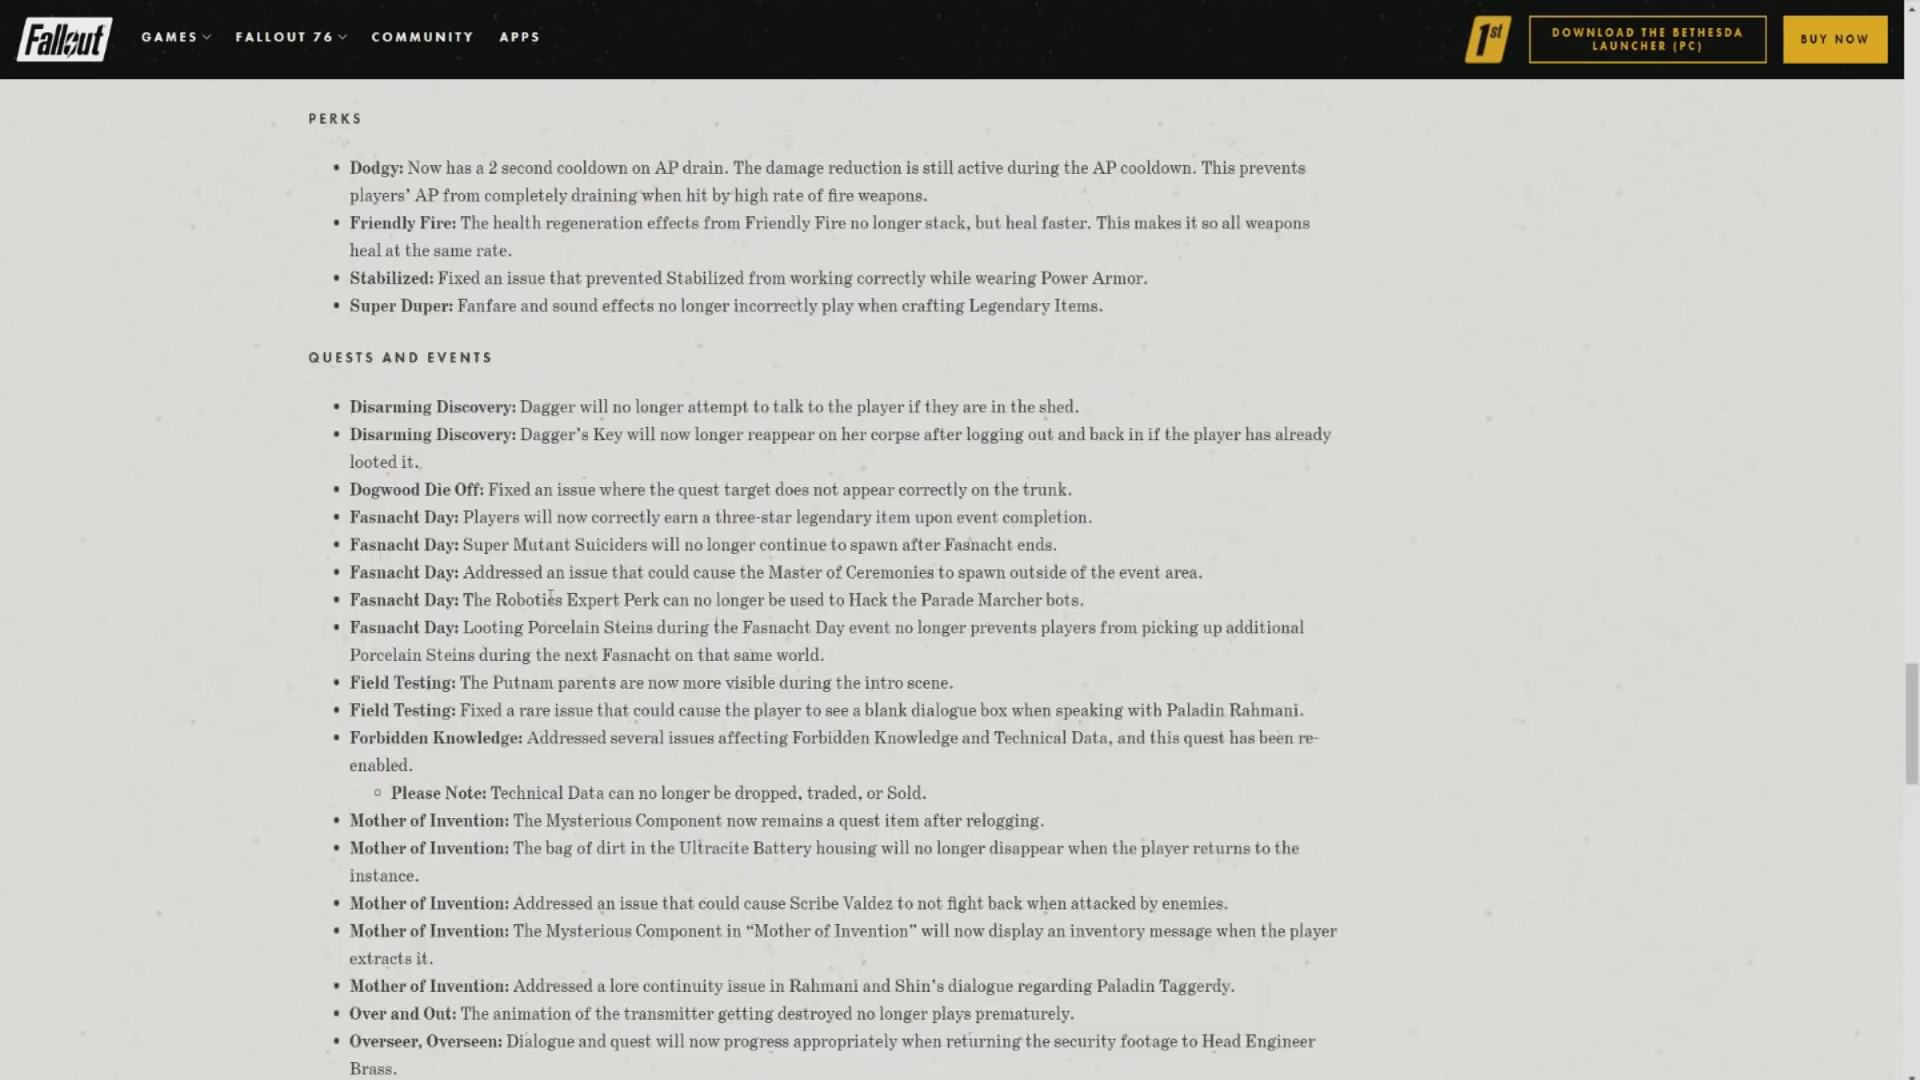 Fallout GAMES FALLOUT 76 COMMUNITY APPS 1st DOWNLOAD THE BETHESDA
LAUNCHER (PC) BUY NOW
PERKS
• Dodgy: Now has a 2 second cooldown on AP drain. The damage reduction is still active during the AP cooldown. This prevents
players’ AP from completely draining when hit by high rate of fire weapons.
• Friendly Fire: The health regeneration effects from Friendly Fire no longer stack, but heal faster. This makes it so all weapons
heal at the same rate.
• Stabilized: Fixed an issue that prevented Stabilized from working correctly while wearing Power Armor.
• Super Duper: Fanfare and sound effects no longer incorrectly play when crafting Legendary Items.
QUESTS AND EVENTS
• Disarming Discovery: Dagger will no longer attempt to talk to the player if they are in the shed.
• Disarming Discovery: Dagger’s Key will now longer reappear on her corpse after logging out and back in if the player has already
looted it.
• Dogwood Die Off: Fixed an issue where the quest target does not appear correctly on the trunk.
• Fasnacht Day: Players will now correctly earn a three-star legendary item upon event completion.
• Fasnacht Day: Super Mutant Suiciders will no longer continue to spawn after Fasnacht ends.
• Fasnacht Day: Addressed an issue that could cause the Master of Ceremonies to spawn outside of the event area.
• Fasnacht Day: The Robotics Expert Perk can no longer be used to Hack the Parade Marcher bots.
• Fasnacht Day: Looting Porcelain Steins during the Fasnacht Day event no longer prevents players from picking up additional
Porcelain Steins during the next Fasnacht on that same world.
• Field Testing: The Putnam parents are now more visible during the intro scene.
• Field Testing: Fixed a rare issue that could cause the player to see a blank dialogue box when speaking with Paladin Rahmani.
• Forbidden Knowledge: Addressed several issues affecting Forbidden Knowledge and Technical Data, and this quest has been re-
enabled.
○ Please Note: Technical Data can no longer be dropped, traded, or Sold.
• Mother of Invention: The Mysterious Component now remains a quest item after relogging.
• Mother of Invention: The bag of dirt in the Ultracite Battery housing will no longer disappear when the player returns to the
instance.
• Mother of Invention: Addressed an issue that could cause Scribe Valdez to not fight back when attacked by enemies.
• Mother of Invention: The Mysterious Component in “Mother of Invention” will now display an inventory message when the player
extracts it.
• Mother of Invention: Addressed a lore continuity issue in Rahmani and Shin’s dialogue regarding Paladin Taggerdy.
• Over and Out: The animation of the transmitter getting destroyed no longer plays prematurely.
• Overseer, Overseen: Dialogue and quest will now progress appropriately when returning the security footage to Head Engineer
Brass.